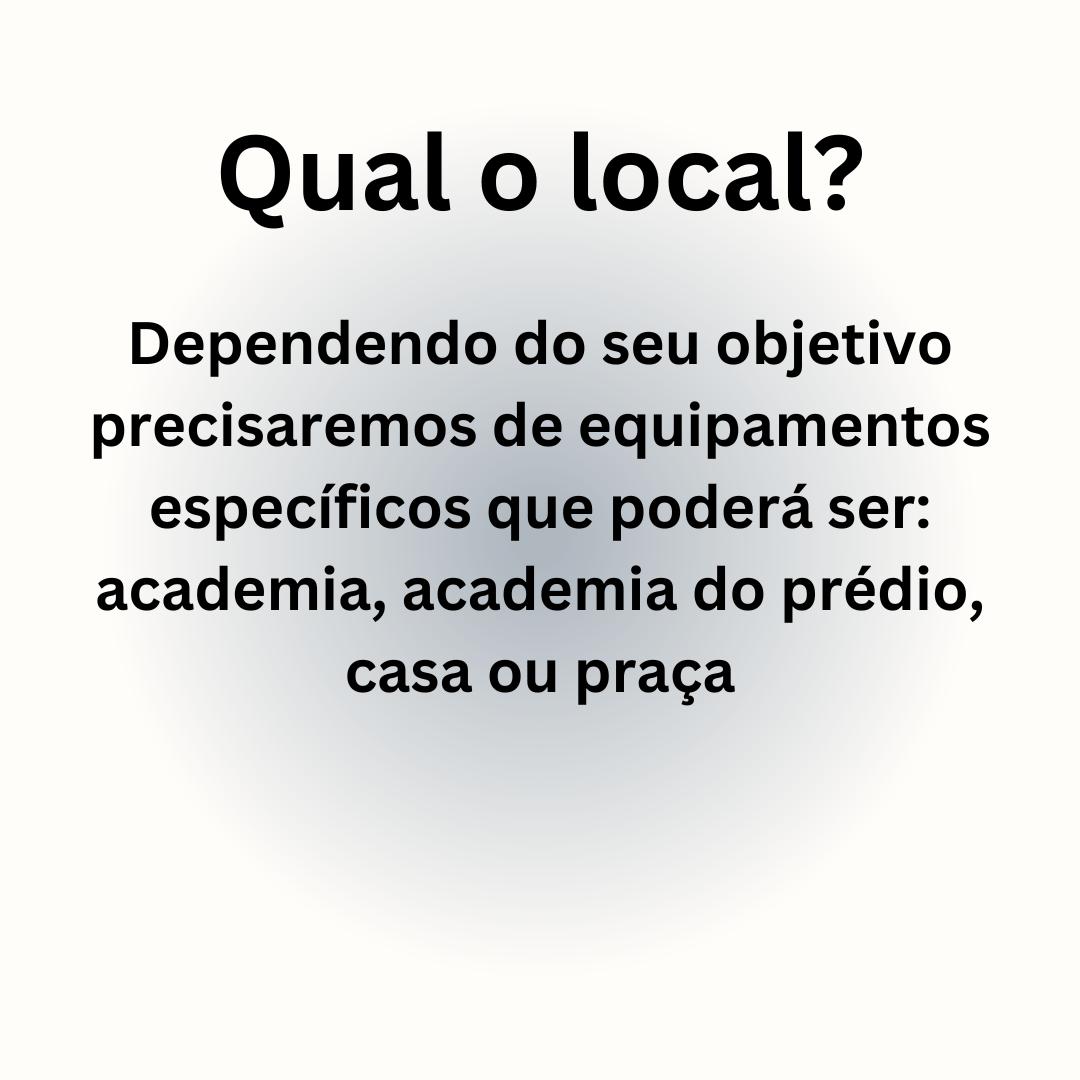 Qual o local?
Dependendo do seu objetivo
precisaremos de equipamentos
específicos que poderá ser:
academia, academia do prédio,
casa ou praça